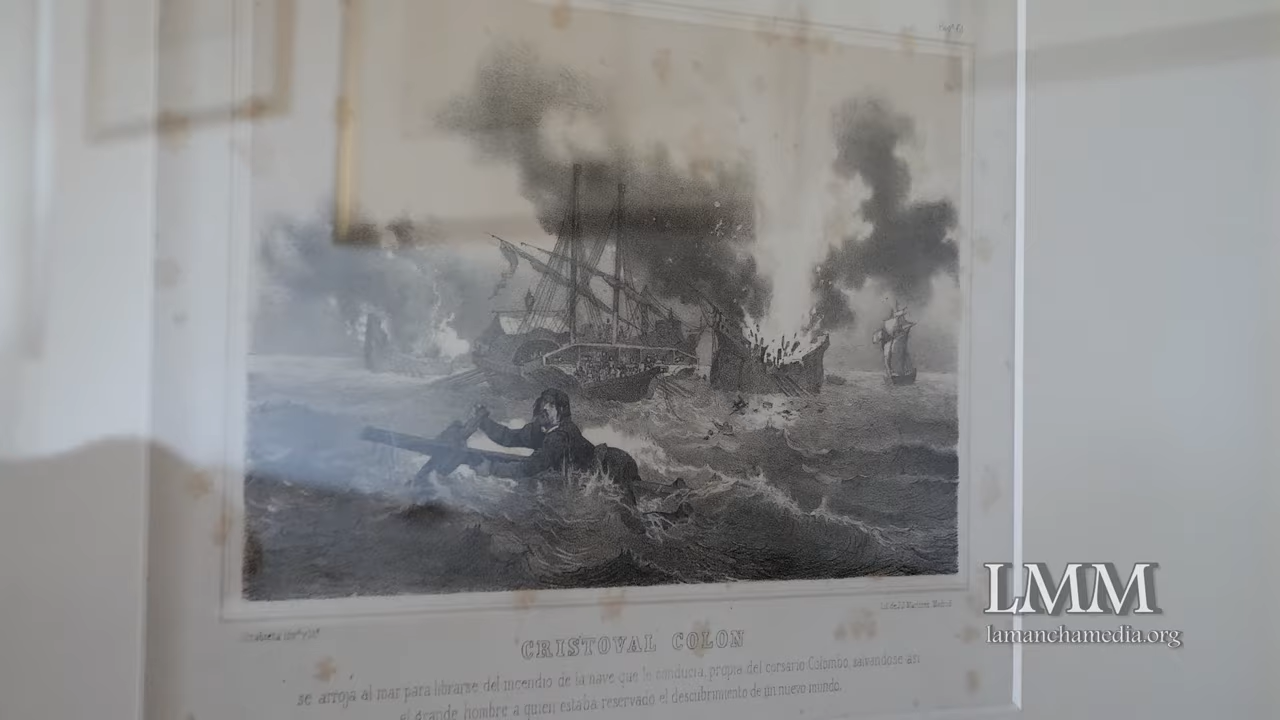 CRISTOVAL COLON
se arroja al mar para librarse del incendio de la nave que le conducia, propia del corsario Colombo, salvandose asi
el grande hombre a quien estaba reservado el descubrimiento de un nuevo mundo.
LMM
lamanchamedia.org